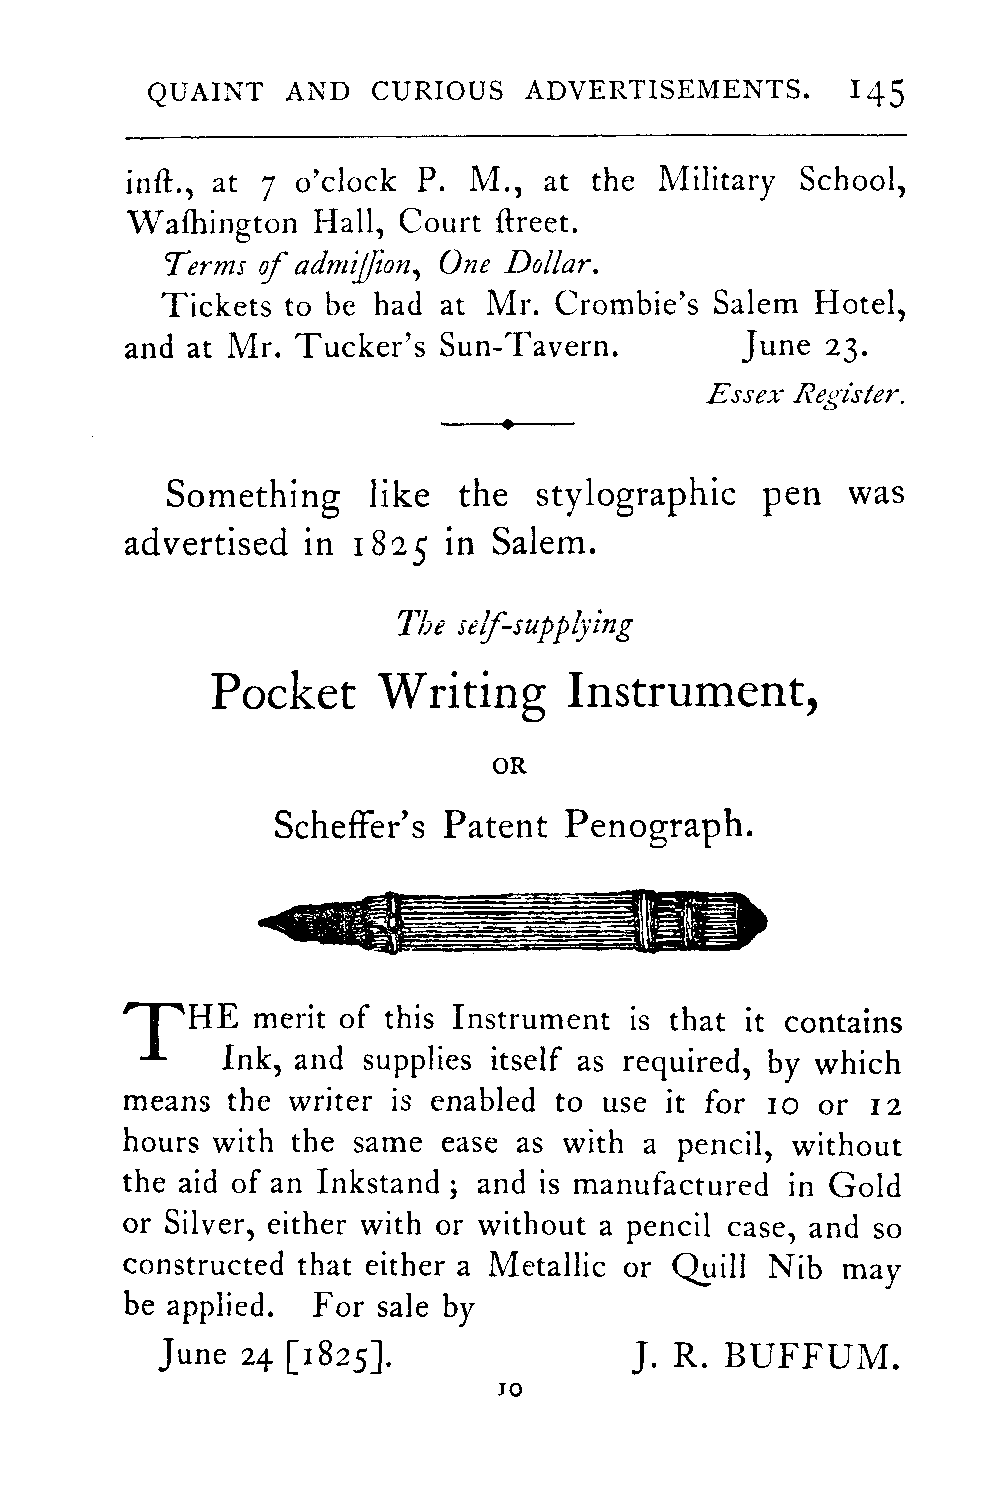 QUAINT AND CURIOUS ADVERTISEMENTS. 145
inſt., at 7 o'clock P. M., at the Military School,
Waſhington Hall, Court ſtreet.
Terms of admiſſion, One Dollar.
Tickets to be had at Mr. Crombie's Salem Hotel,
and at Mr. Tucker's Sun-Tavern. June 23.
Essex Register.
Something like the stylographic pen was
advertised in 1825 in Salem.
The self-supplying
Pocket Writing Instrument,
OR
Scheffer's Patent Penograph.
THE merit of this Instrument is that it contains
Ink, and supplies itself as required, by which
means the writer is enabled to use it for 10 or 12
hours with the same ease as with a pencil, without
the aid of an Inkstand; and is manufactured in Gold
or Silver, either with or without a pencil case, and so
constructed that either a Metallic or Quill Nib may
be applied. For sale by
June 24 [1825]. J. R. BUFFUM.
10